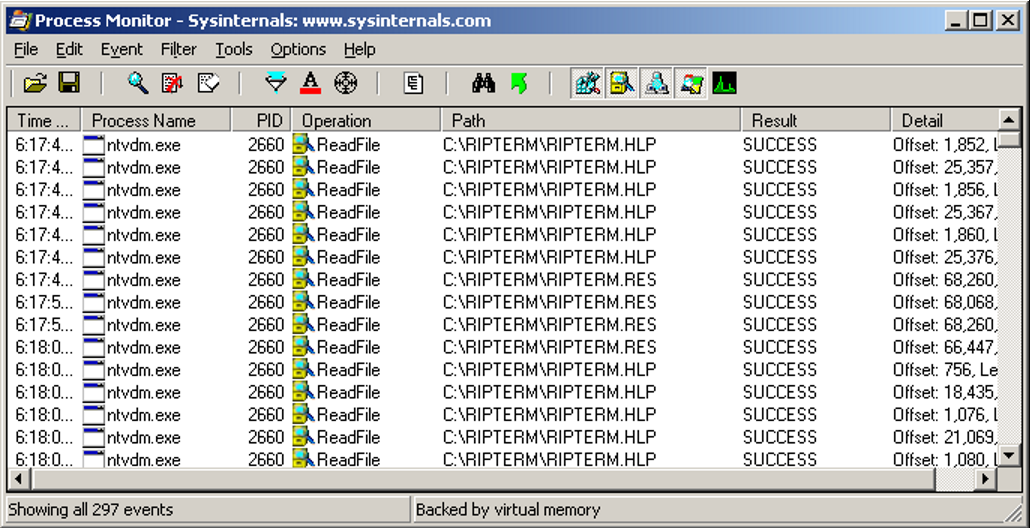 Process Monitor - Sysinternals: www.sysinternals.com
File Edit Event Filter Tools Options Help
Time ... Process Name PID Operation Path Result Detail
6:17:4... ntvdm.exe 2660 ReadFile C:\RIPTERM\RIPTERM.HLP SUCCESS Offset: 1,852, L
6:17:4... ntvdm.exe 2660 ReadFile C:\RIPTERM\RIPTERM.HLP SUCCESS Offset: 25,357,
6:17:4... ntvdm.exe 2660 ReadFile C:\RIPTERM\RIPTERM.HLP SUCCESS Offset: 1,856, L
6:17:4... ntvdm.exe 2660 ReadFile C:\RIPTERM\RIPTERM.HLP SUCCESS Offset: 25,367,
6:17:4... ntvdm.exe 2660 ReadFile C:\RIPTERM\RIPTERM.HLP SUCCESS Offset: 1,860, L
6:17:4... ntvdm.exe 2660 ReadFile C:\RIPTERM\RIPTERM.HLP SUCCESS Offset: 25,376,
6:17:4... ntvdm.exe 2660 ReadFile C:\RIPTERM\RIPTERM.RES SUCCESS Offset: 68,260,
6:17:5... ntvdm.exe 2660 ReadFile C:\RIPTERM\RIPTERM.RES SUCCESS Offset: 68,068,
6:17:5... ntvdm.exe 2660 ReadFile C:\RIPTERM\RIPTERM.RES SUCCESS Offset: 68,260,
6:18:0... ntvdm.exe 2660 ReadFile C:\RIPTERM\RIPTERM.RES SUCCESS Offset: 66,447,
6:18:0... ntvdm.exe 2660 ReadFile C:\RIPTERM\RIPTERM.HLP SUCCESS Offset: 756, Le
6:18:0... ntvdm.exe 2660 ReadFile C:\RIPTERM\RIPTERM.HLP SUCCESS Offset: 18,435,
6:18:0... ntvdm.exe 2660 ReadFile C:\RIPTERM\RIPTERM.HLP SUCCESS Offset: 1,076, L
6:18:0... ntvdm.exe 2660 ReadFile C:\RIPTERM\RIPTERM.HLP SUCCESS Offset: 21,069,
6:18:0... ntvdm.exe 2660 ReadFile C:\RIPTERM\RIPTERM.HLP SUCCESS Offset: 1,080, L
Showing all 297 events Backed by virtual memory